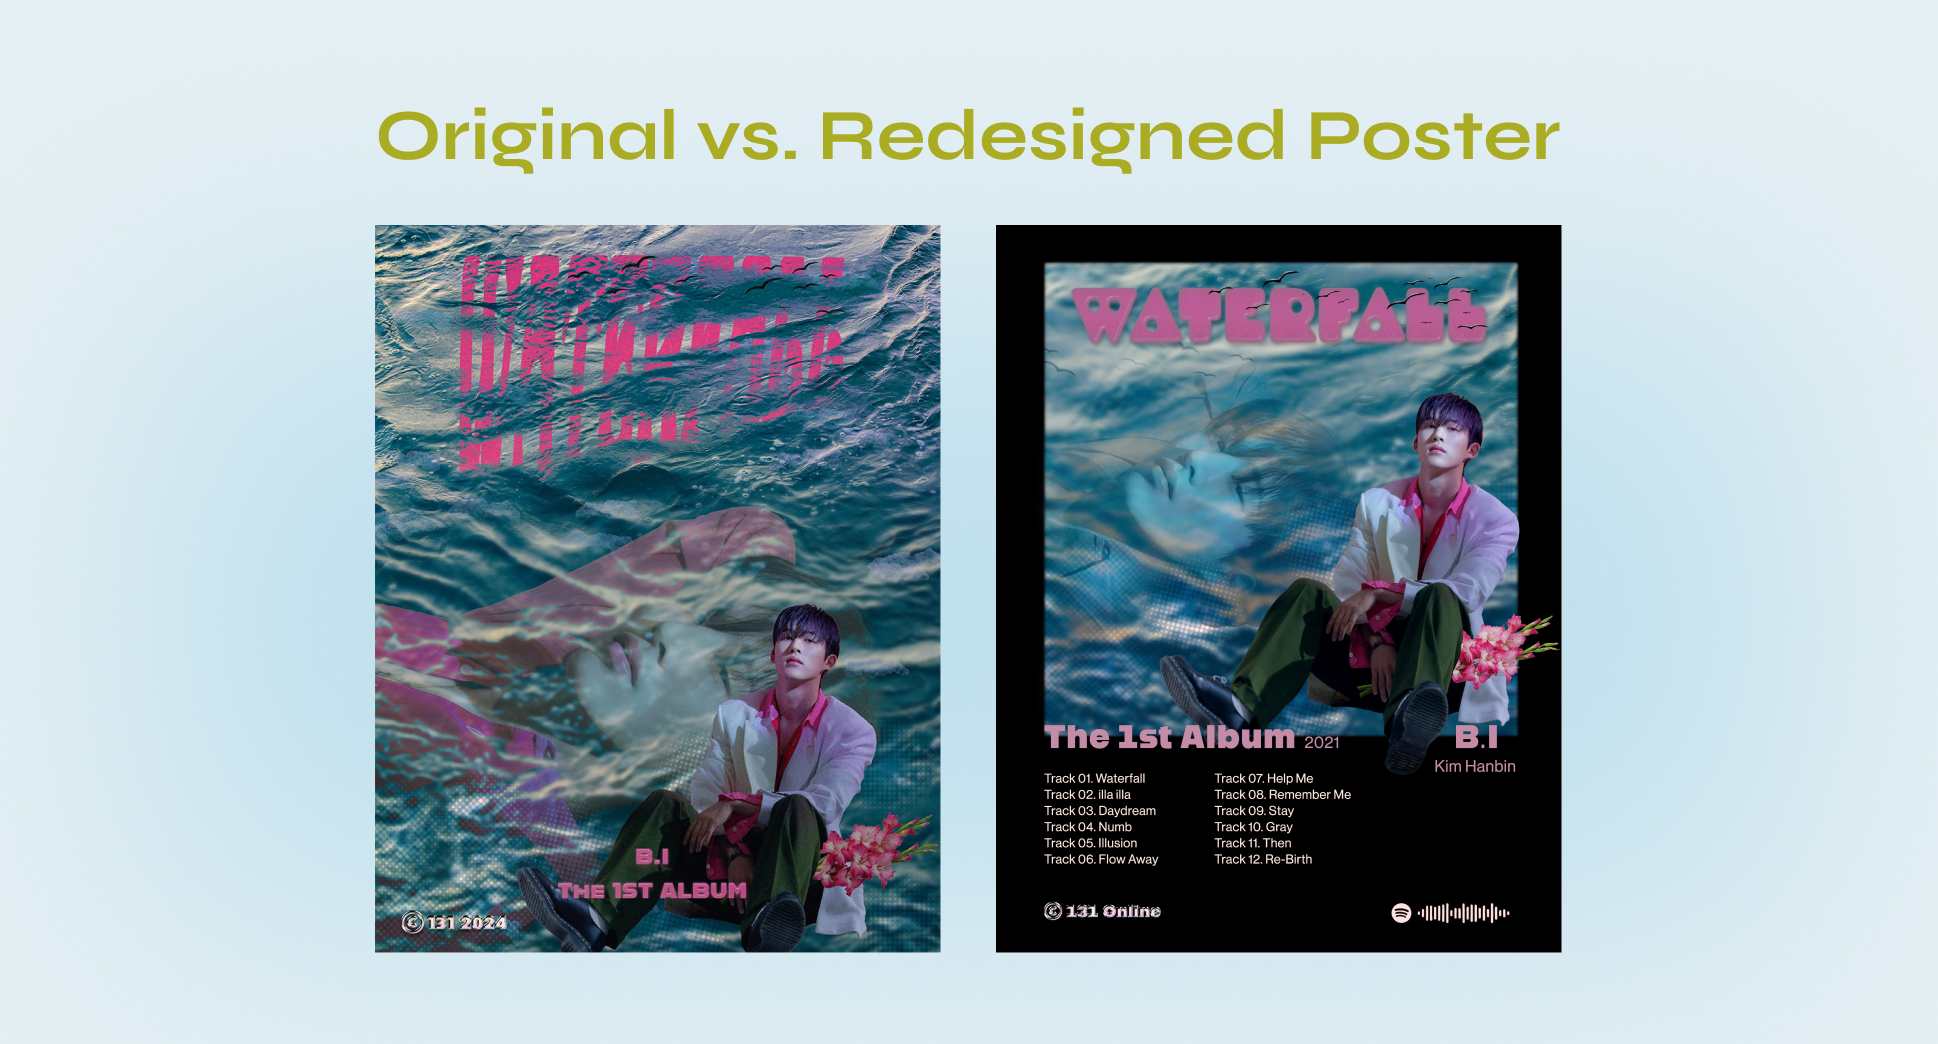 Original vs. Redesigned Poster
B.I
THE 1ST ALBUM
© 131 2024
WATERFALL
The 1st Album 2021
B.I
Kim Hanbin
Track 01. Waterfall
Track 02. illa illa
Track 03. Daydream
Track 04. Numb
Track 05. Illusion
Track 06. Flow Away
Track 07. Help Me
Track 08. Remember Me
Track 09. Stay
Track 10. Gray
Track 11. Then
Track 12. Re-Birth
© 131 Online